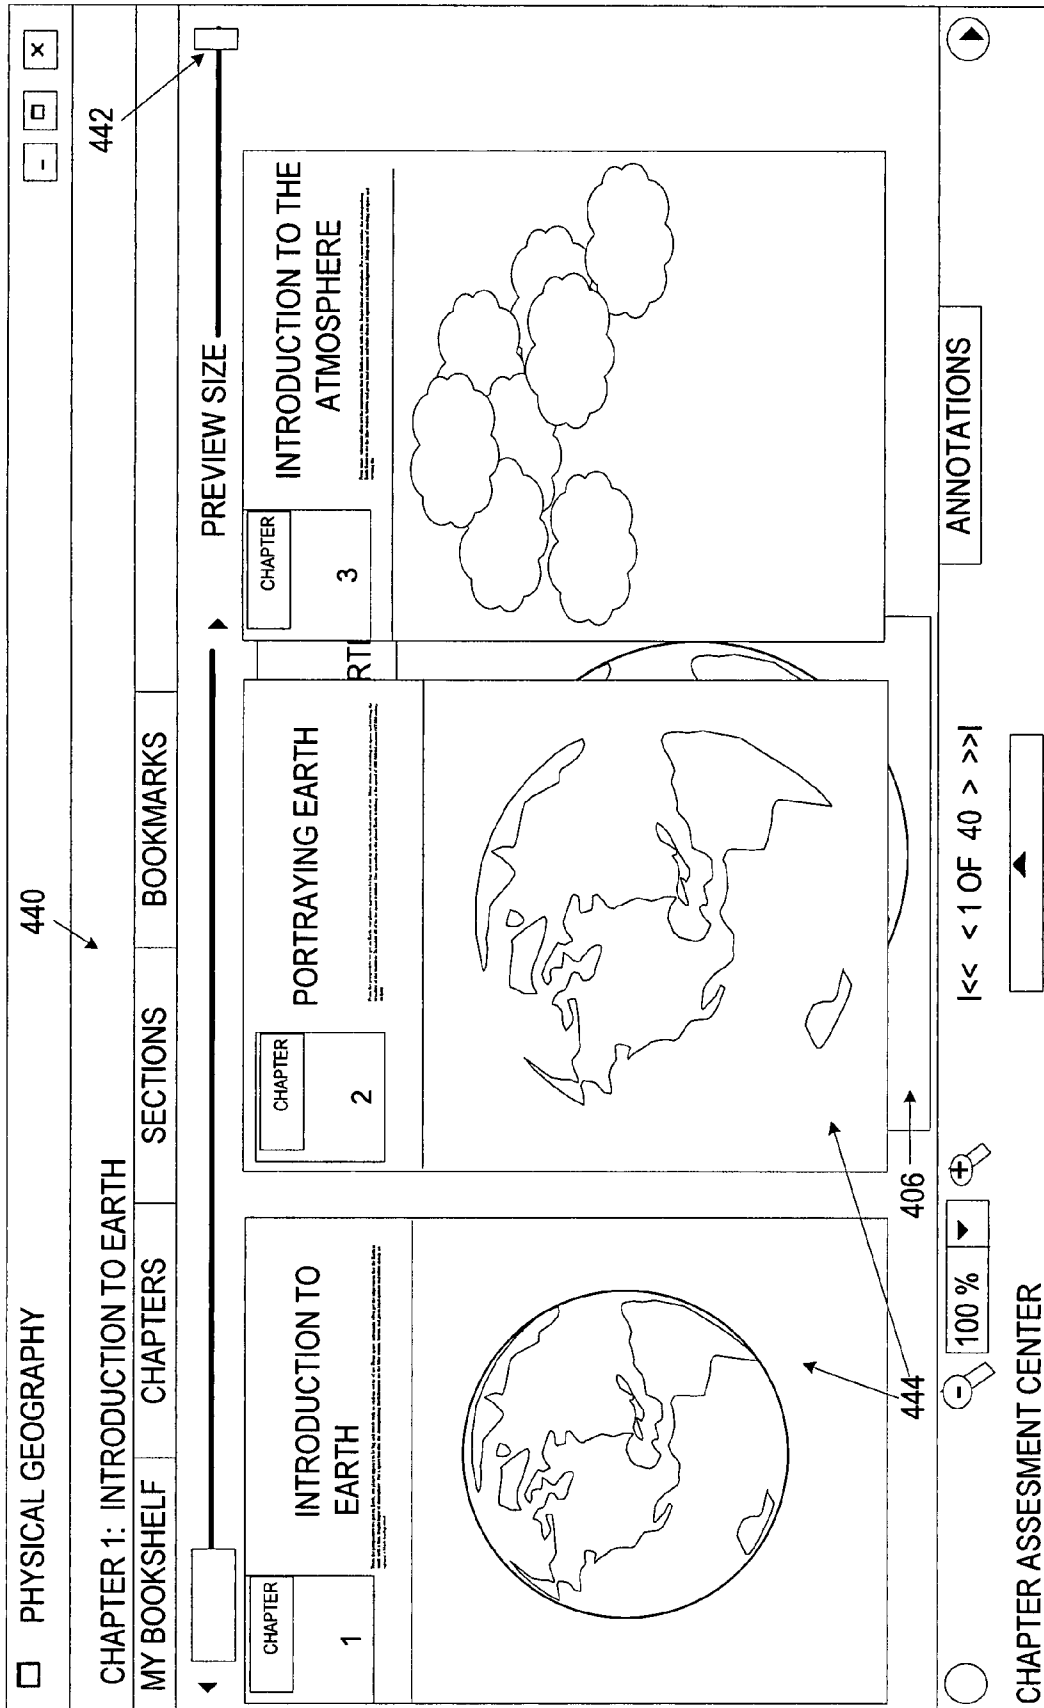 PHYSICAL GEOGRAPHY
- x
440
442
CHAPTER 1: INTRODUCTION TO EARTH
MY BOOKSHELF CHAPTERS SECTIONS BOOKMARKS
PREVIEW SIZE
CHAPTER
1
INTRODUCTION TO
EARTH
CHAPTER
2
PORTRAYING EARTH
RT
CHAPTER
3
INTRODUCTION TO THE
ATMOSPHERE
444
406
- 100 % + |<< < 1 OF 40 > >>| ANNOTATIONS
CHAPTER ASSESSMENT CENTER